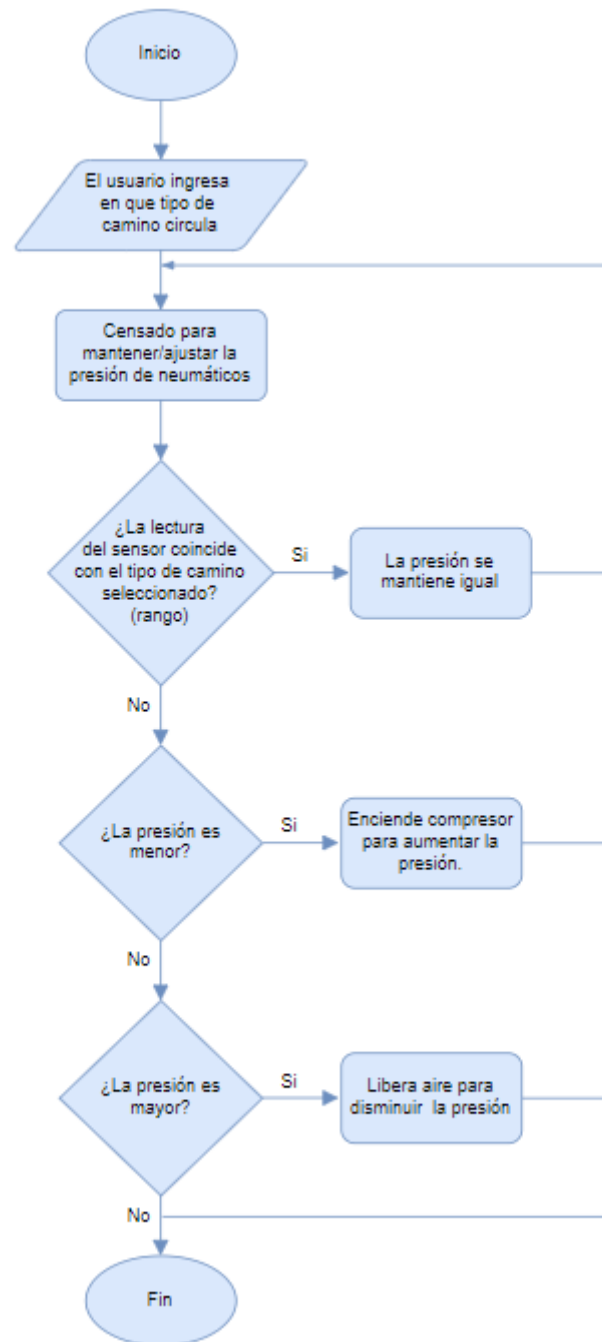 Inicio
El usuario ingresa
en que tipo de
camino circula
Censado para
mantener/ajustar la
presión de neumáticos
¿La lectura
del sensor coincide
con el tipo de camino
seleccionado?
(rango)
Si
La presión se
mantiene igual
No
¿La presión es
menor?
Si
Enciende compresor
para aumentar la
presión.
No
¿La presión es
mayor?
Si
Libera aire para
disminuir la presión
No
Fin